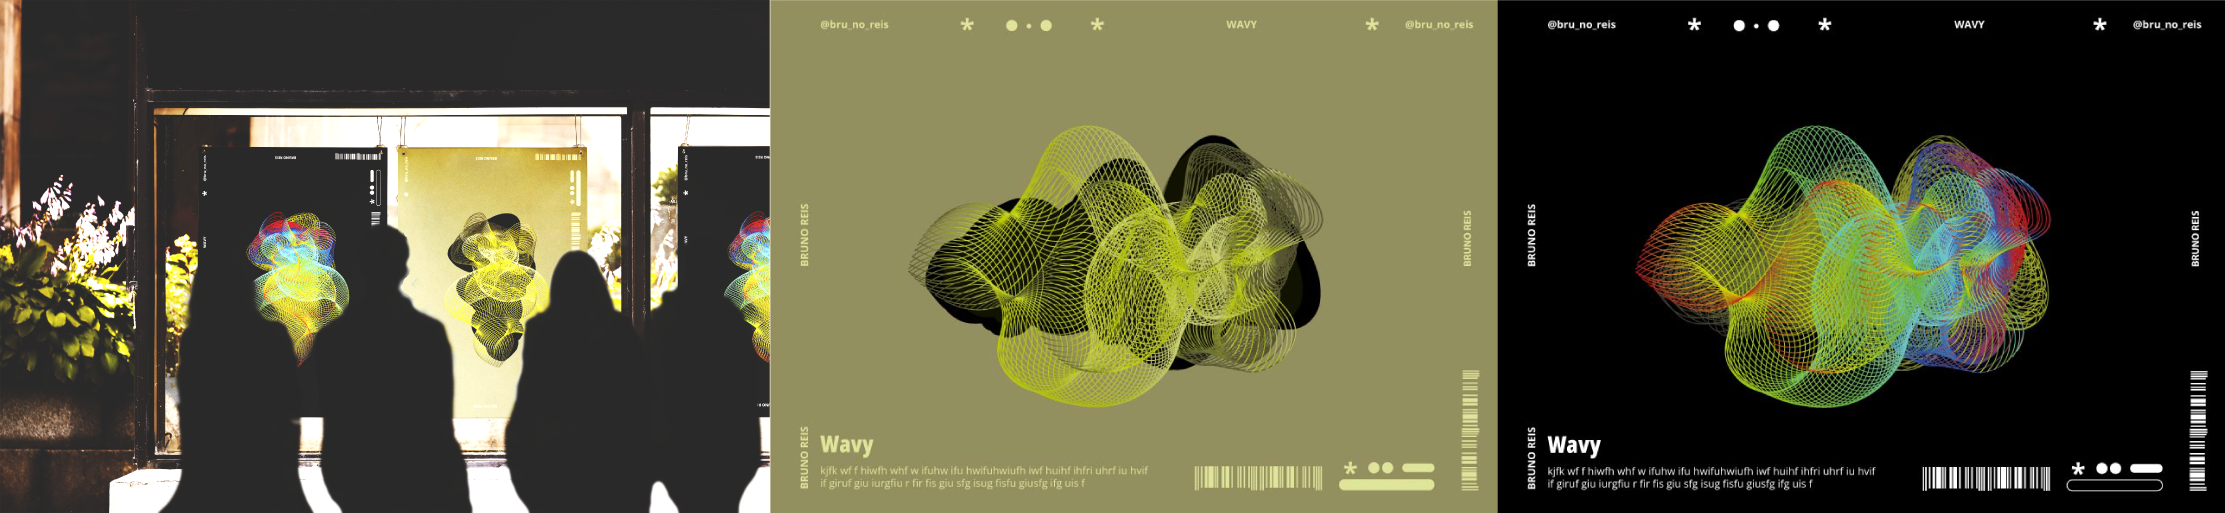 @bru_no_reis
WAVY
@bru_no_reis
BRUNO REIS
BRUNO REIS
BRUNO REIS
Wavy
kjfk wf f hiwfh whf w ifuhw ifu hwifuhwiufh iwf huihf ihfri uhrf iu hvif
if giruf giu iurgfiu r fir fis giu sfg isug fisfu giusfg ifg uis f
@bru_no_reis
WAVY
@bru_no_reis
BRUNO REIS
BRUNO REIS
BRUNO REIS
Wavy
kjfk wf f hiwfh whf w ifuhw ifu hwifuhwiufh iwf huihf ihfri uhrf iu hvif
if giruf giu iurgfiu r fir fis giu sfg isug fisfu giusfg ifg uis f